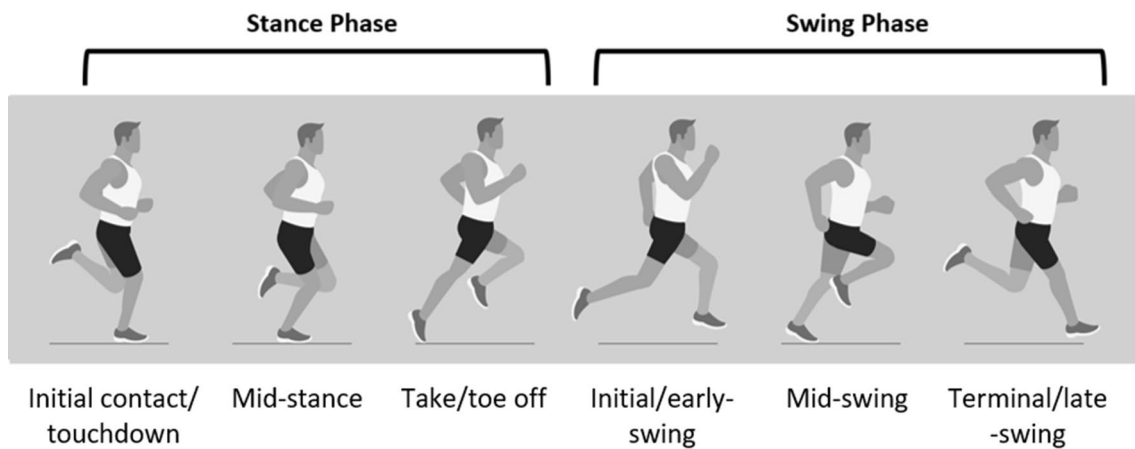 Stance Phase
Swing Phase
Initial contact/
touchdown
Mid-stance
Take/toe off
Initial/early-
swing
Mid-swing
Terminal/late
-swing